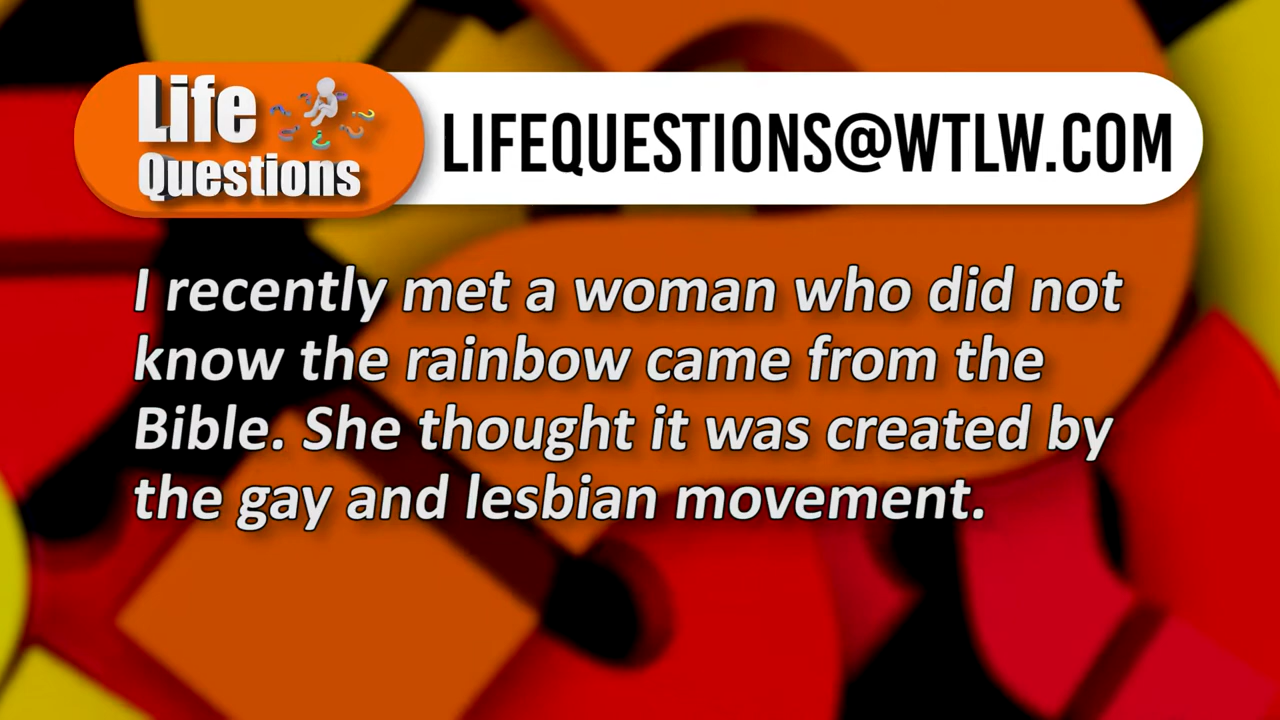 Life
Questions
LIFEQUESTIONS@WTLW.COM
I recently met a woman who did not
know the rainbow came from the
Bible. She thought it was created by
the gay and lesbian movement.